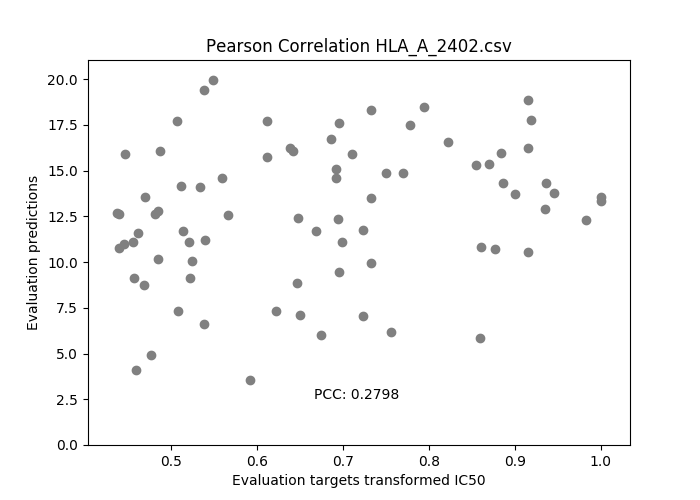 Pearson Correlation HLA_A_2402.csv
20.0
17.5
15.0
12.5
10.0
7.5
5.0
2.5
0.0
Evaluation predictions
PCC: 0.2798
0.5 0.6 0.7 0.8 0.9 1.0
Evaluation targets transformed IC50